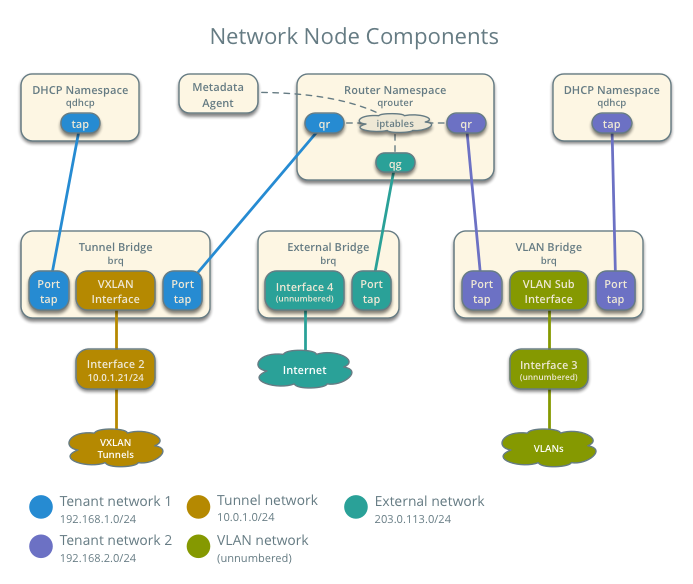 Network Node Components
DHCP Namespace
qdhcp
tap
Metadata
Agent
Router Namespace
qrouter
qr
iptables
qr
qg
DHCP Namespace
qdhcp
tap
Tunnel Bridge
brq
Port
tap
VXLAN
Interface
Port
tap
External Bridge
brq
Interface 4
(unnumbered)
Port
tap
VLAN Bridge
brq
Port
tap
VLAN Sub
Interface
Port
tap
Interface 2
10.0.1.21/24
Internet
Interface 3
(unnumbered)
VXLAN
Tunnels
VLANs
Tenant network 1
192.168.1.0/24
Tunnel network
10.0.1.0/24
External network
203.0.113.0/24
Tenant network 2
192.168.2.0/24
VLAN network
(unnumbered)